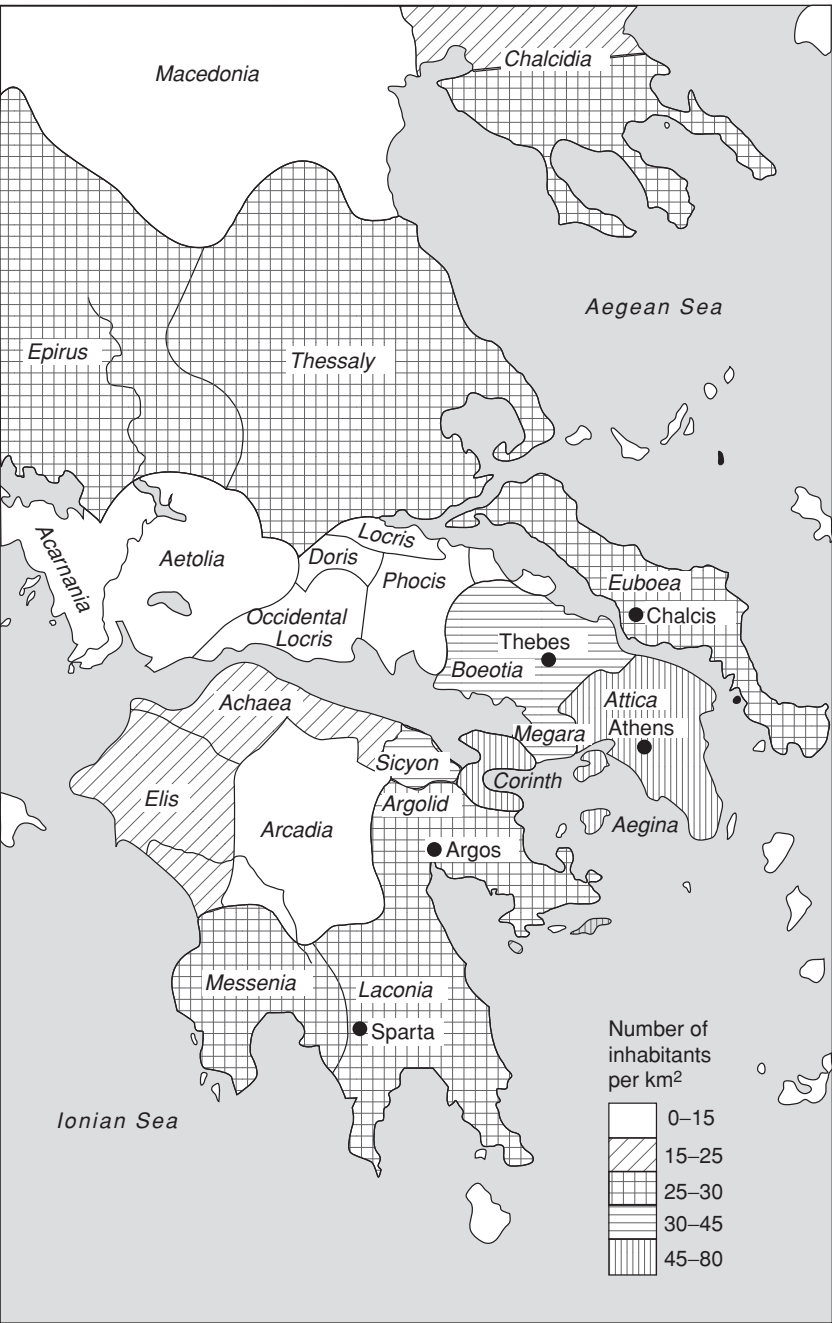 Macedonia
Chalcidia
Aegean Sea
Epirus
Thessaly
Acarnania
Aetolia
Locris
Doris
Phocis
Occidental
Locris
Euboea
Chalcis
Thebes
Boeotia
Attica
Athens
Achaea
Megara
Sicyon
Corinth
Elis
Argolid
Arcadia
Aegina
Argos
Messenia
Laconia
Sparta
Ionian Sea
Number of
inhabitants
per km²
0–15
15–25
25–30
30–45
45–80